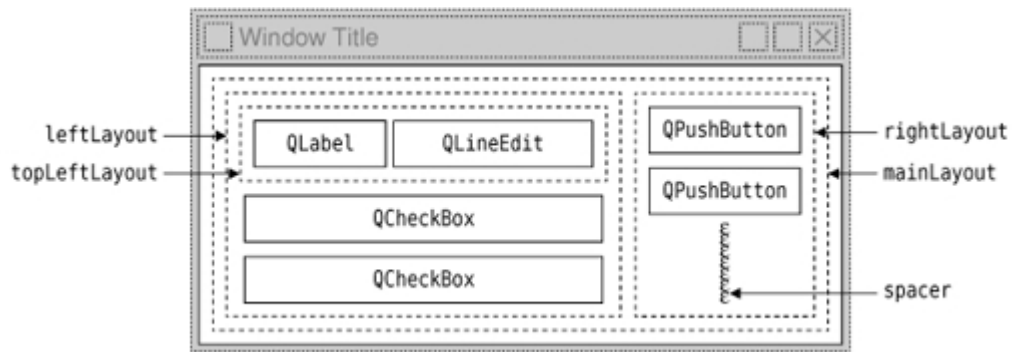 Window Title
leftLayout
topLeftLayout
QLabel
QLineEdit
QCheckBox
QCheckBox
QPushButton
QPushButton
rightLayout
mainLayout
spacer